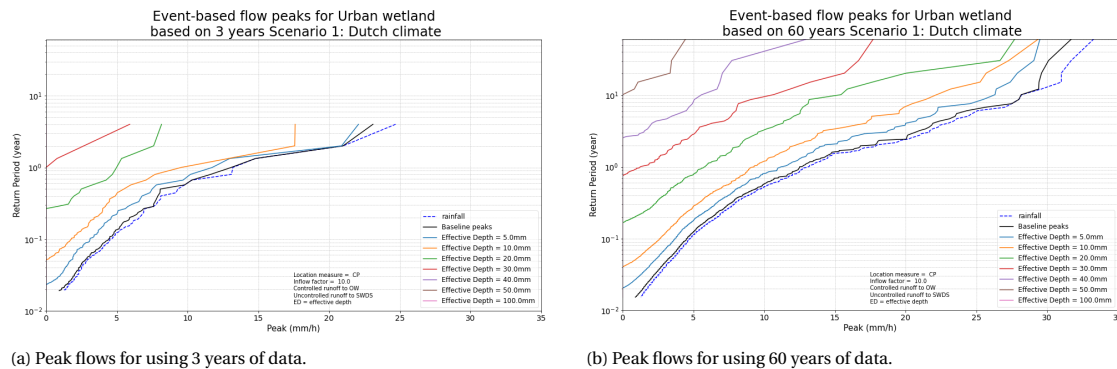 Event-based flow peaks for Urban wetland
based on 3 years Scenario 1: Dutch climate
Return Period (year)
10¹
10⁰
10⁻¹
10⁻²
0 5 10 15 20 25 30 35
Peak (mm/h)
rainfall
Baseline peaks
Effective Depth = 5.0mm
Effective Depth = 10.0mm
Effective Depth = 20.0mm
Effective Depth = 30.0mm
Effective Depth = 40.0mm
Effective Depth = 50.0mm
Effective Depth = 100.0mm
Location measure = CP
Inflow factor = 10.0
Controlled runoff to OW
Uncontrolled runoff to SWDS
ED = effective depth
(a) Peak flows for using 3 years of data.
Event-based flow peaks for Urban wetland
based on 60 years Scenario 1: Dutch climate
Return Period (year)
10¹
10⁰
10⁻¹
10⁻²
0 5 10 15 20 25 30 35
Peak (mm/h)
rainfall
Baseline peaks
Effective Depth = 5.0mm
Effective Depth = 10.0mm
Effective Depth = 20.0mm
Effective Depth = 30.0mm
Effective Depth = 40.0mm
Effective Depth = 50.0mm
Effective Depth = 100.0mm
Location measure = CP
Inflow factor = 10.0
Controlled runoff to OW
Uncontrolled runoff to SWDS
ED = effective depth
(b) Peak flows for using 60 years of data.